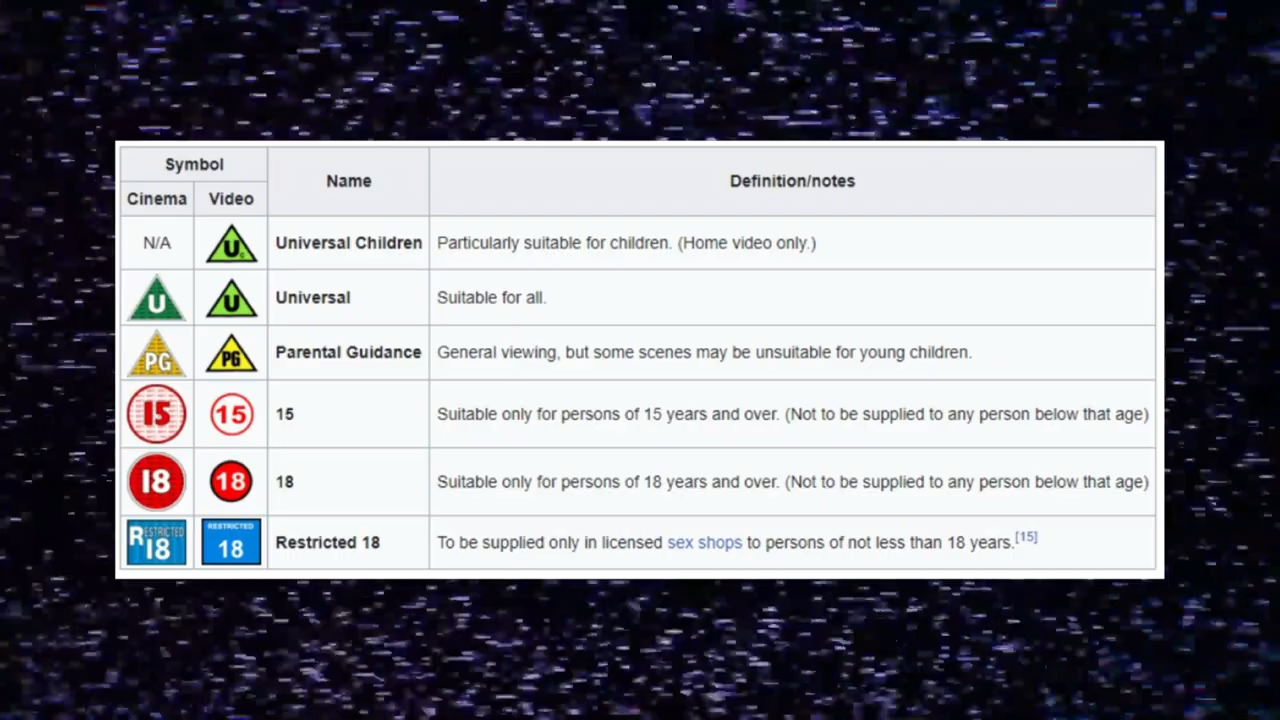 Symbol
Name
Definition/notes
Cinema
Video
N/A
Uc
Universal Children
Particularly suitable for children. (Home video only.)
U
U
Universal
Suitable for all.
PG
PG
Parental Guidance
General viewing, but some scenes may be unsuitable for young children.
15
15
15
Suitable only for persons of 15 years and over. (Not to be supplied to any person below that age)
18
18
18
Suitable only for persons of 18 years and over. (Not to be supplied to any person below that age)
RESTRICTED
18
RESTRICTED
18
Restricted 18
To be supplied only in licensed sex shops to persons of not less than 18 years.[15]